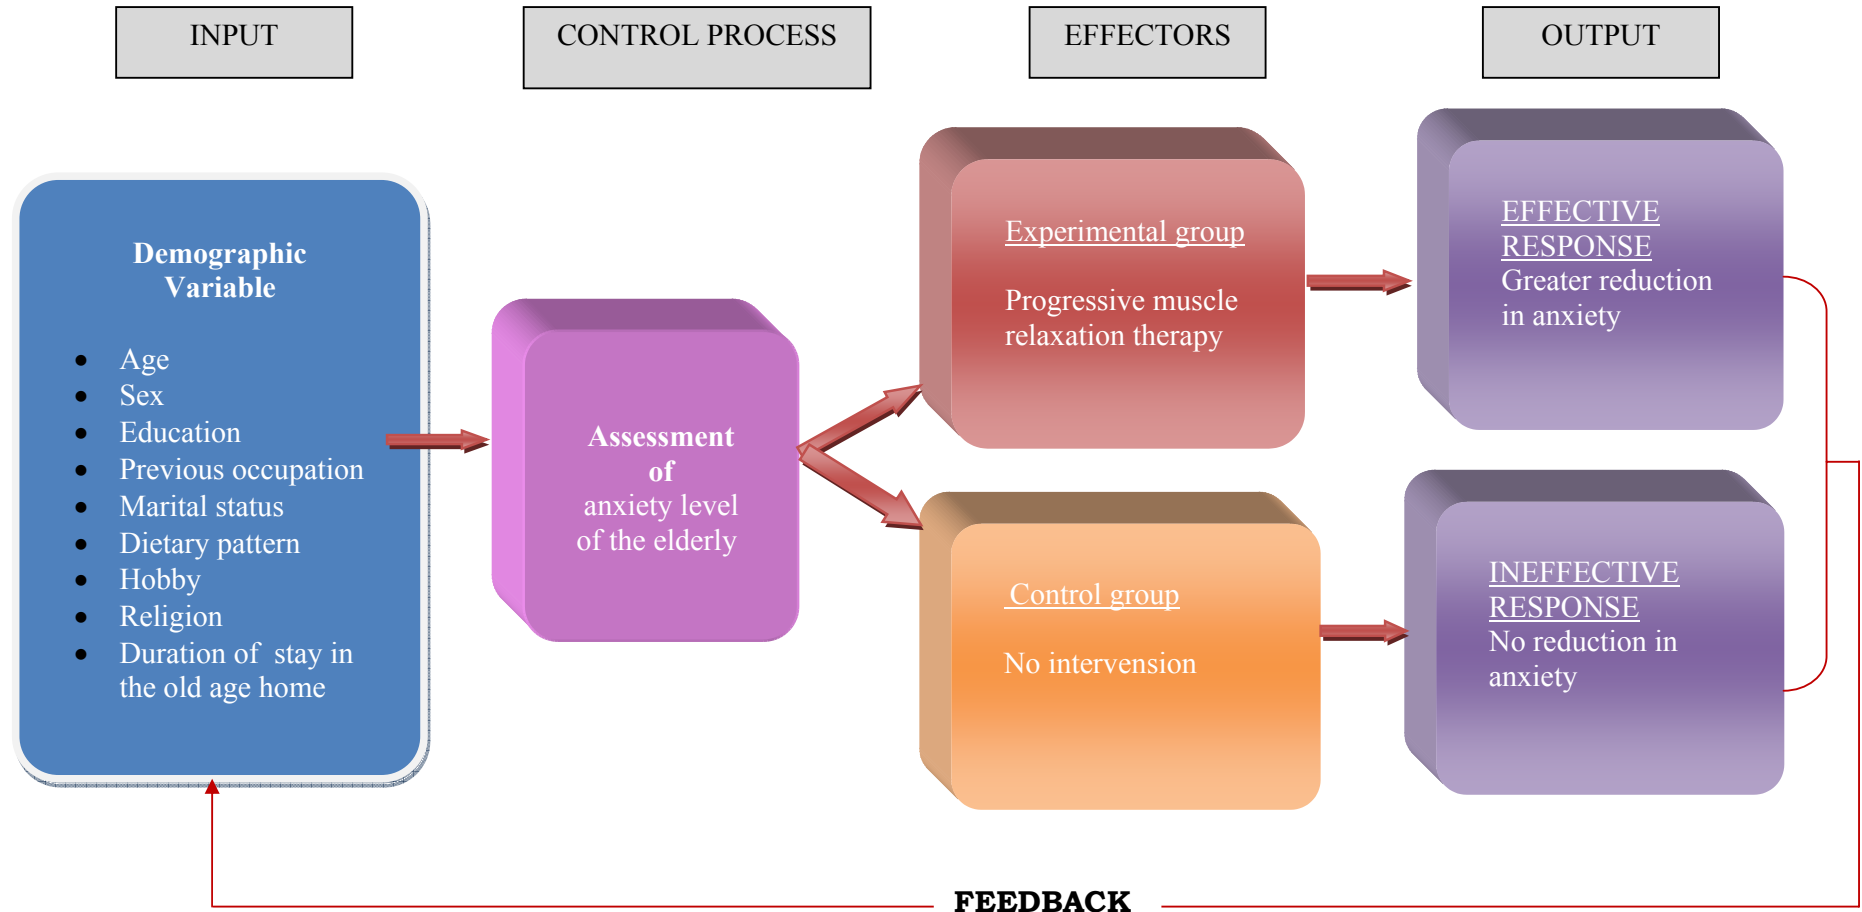 INPUT
CONTROL PROCESS
EFFECTORS
OUTPUT
Demographic
Variable
• Age
• Sex
• Education
• Previous occupation
• Marital status
• Dietary pattern
• Hobby
• Religion
• Duration of stay in
the old age home
Assessment
of
anxiety level
of the elderly
Experimental group
Progressive muscle
relaxation therapy
Control group
No intervension
EFFECTIVE
RESPONSE
Greater reduction
in anxiety
INEFFECTIVE
RESPONSE
No reduction in
anxiety
FEEDBACK